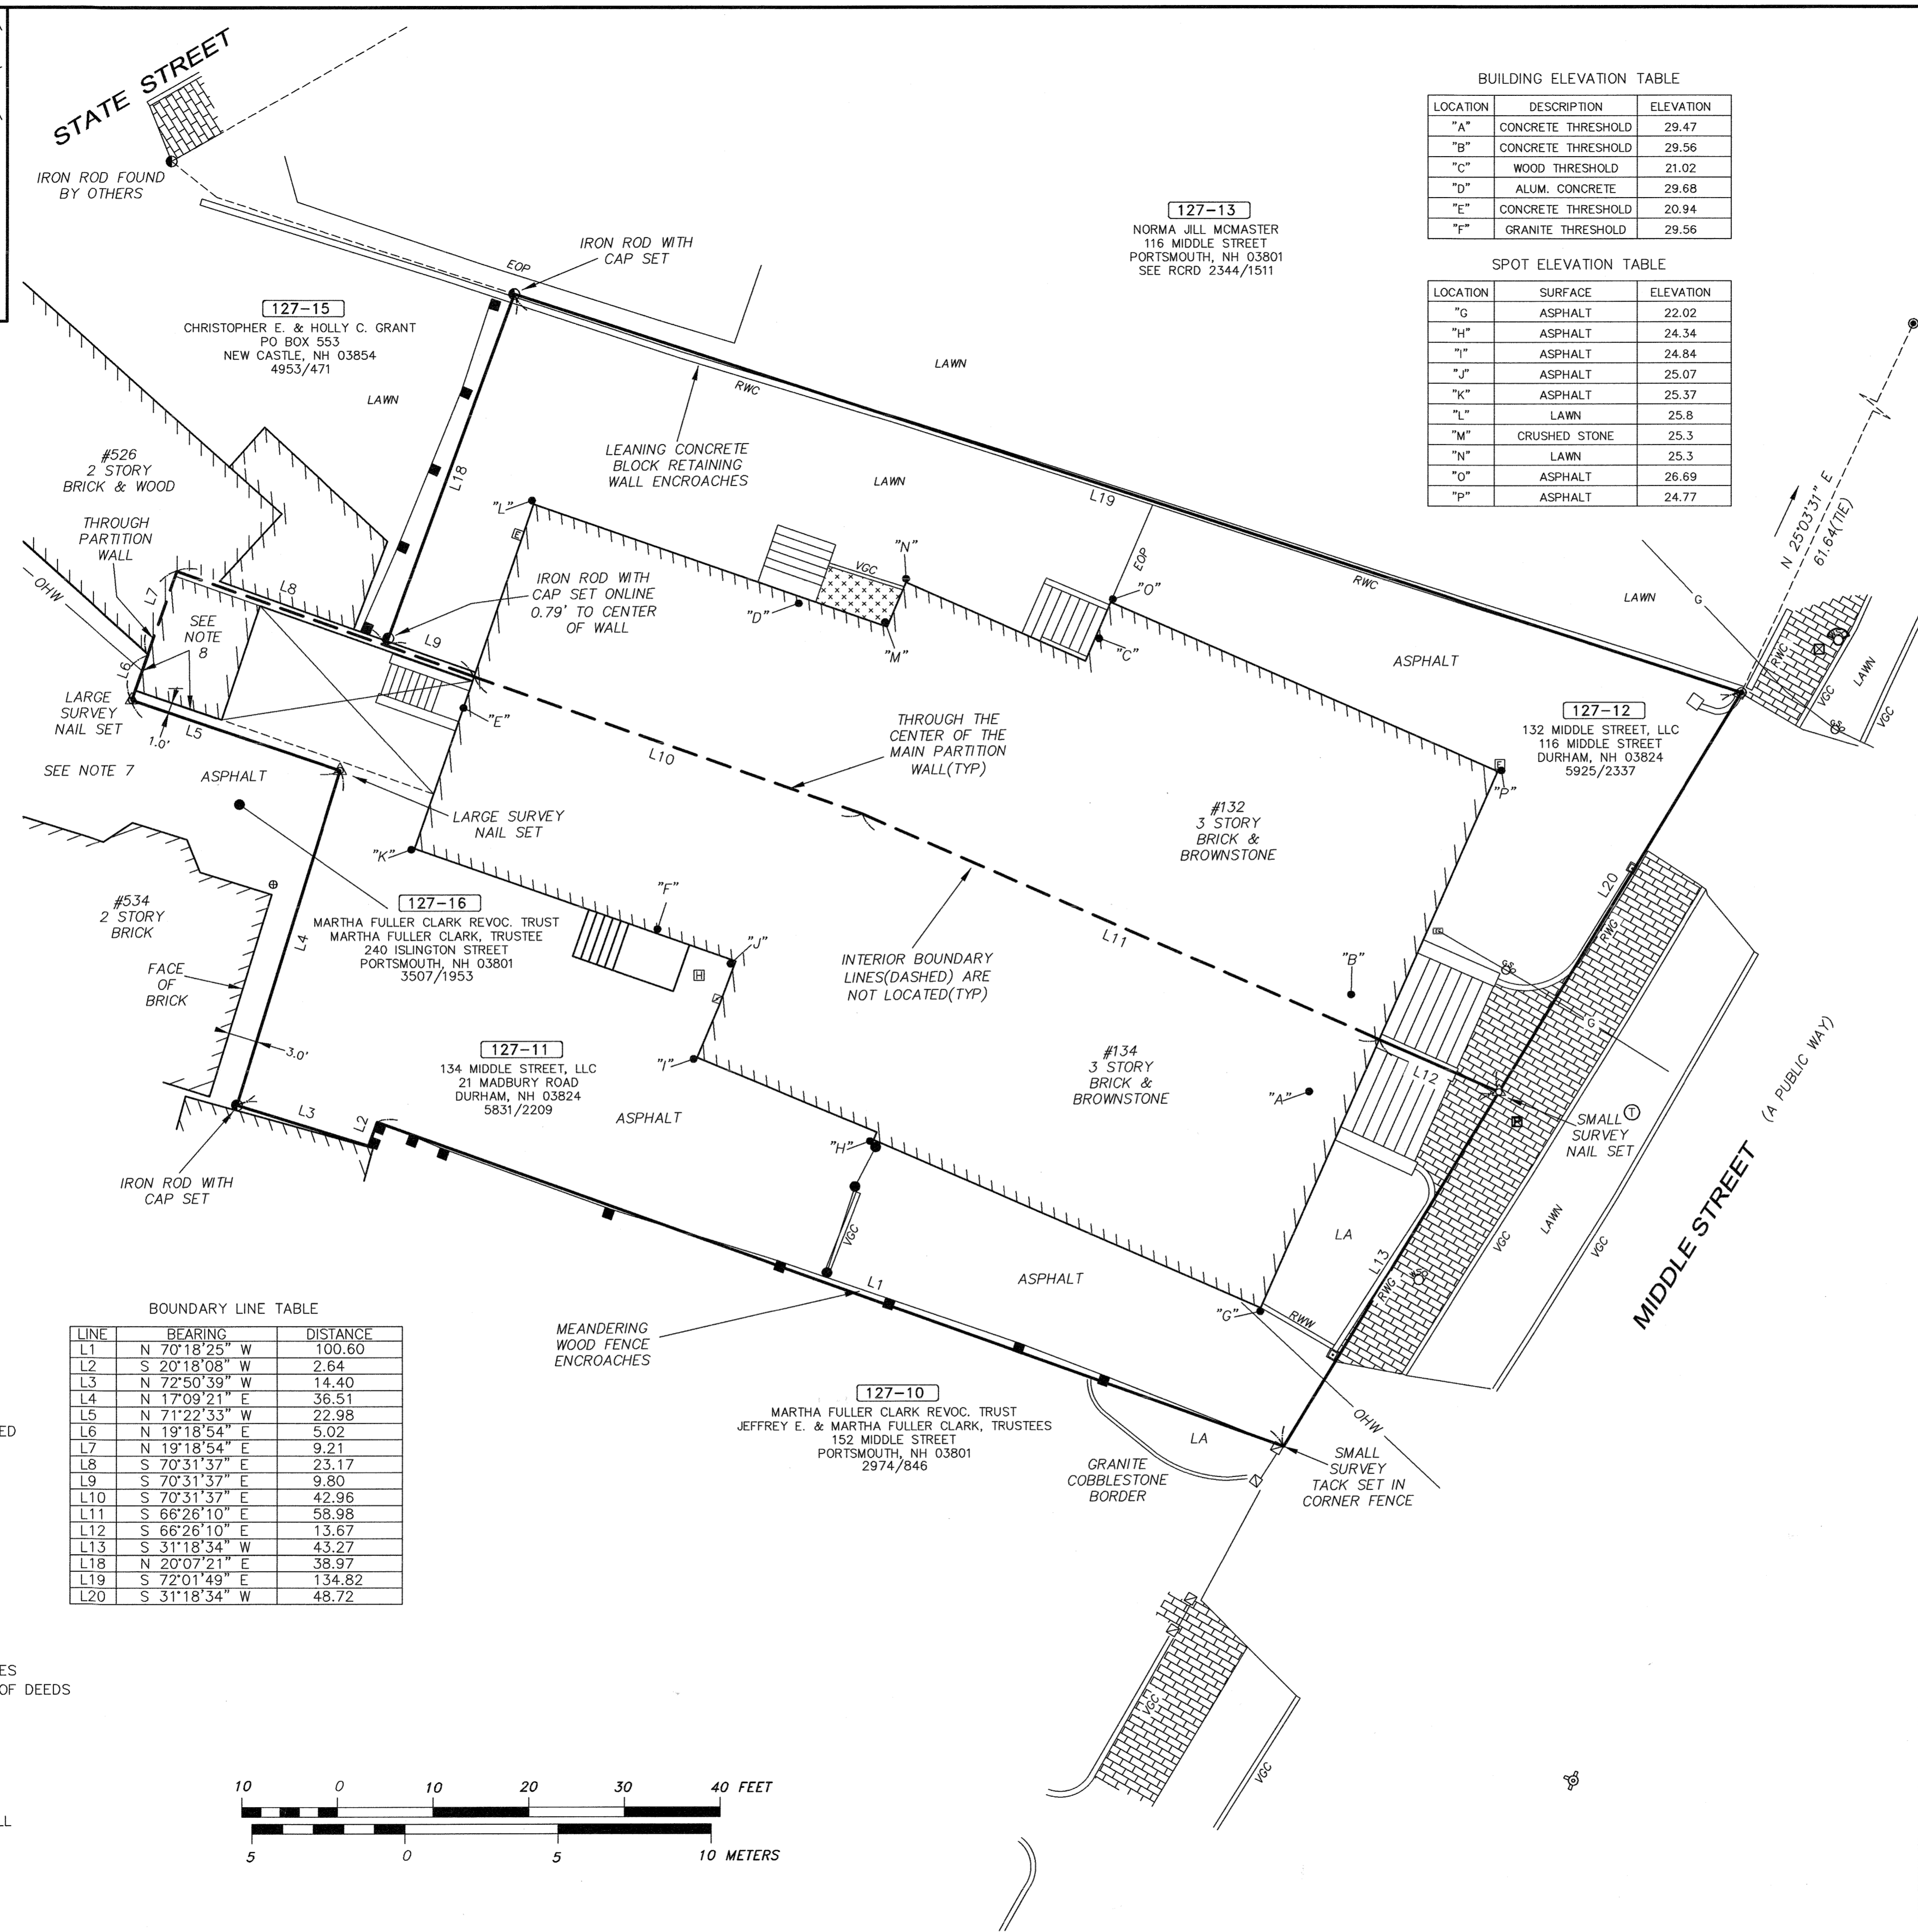 STATE STREET
IRON ROD FOUND
BY OTHERS
IRON ROD WITH
CAP SET
EOP
127-15
CHRISTOPHER E. & HOLLY C. GRANT
PO BOX 553
NEW CASTLE, NH 03854
4953/471
LAWN
127-13
NORMA JILL MCMASTER
116 MIDDLE STREET
PORTSMOUTH, NH 03801
SEE RCRD 2344/1511
BUILDING ELEVATION TABLE
LOCATION DESCRIPTION ELEVATION
"A" CONCRETE THRESHOLD 29.47
"B" CONCRETE THRESHOLD 29.56
"C" WOOD THRESHOLD 21.02
"D" ALUM. CONCRETE 29.68
"E" CONCRETE THRESHOLD 20.94
"F" GRANITE THRESHOLD 29.56
SPOT ELEVATION TABLE
LOCATION SURFACE ELEVATION
"G ASPHALT 22.02
"H" ASPHALT 24.34
"I" ASPHALT 24.84
"J" ASPHALT 25.07
"K" ASPHALT 25.37
"L" LAWN 25.8
"M" CRUSHED STONE 25.3
"N" LAWN 25.3
"O" ASPHALT 26.69
"P" ASPHALT 24.77
LAWN
RWC
LEANING CONCRETE
BLOCK RETAINING
WALL ENCROACHES
LAWN
L18
L19
#526
2 STORY
BRICK & WOOD
THROUGH
PARTITION
WALL
OHW
L7
L8
SEE
NOTE
8
L6
LARGE
SURVEY
NAIL SET
1.0'
L5
SEE NOTE 7
ASPHALT
"L"
E
IRON ROD WITH
CAP SET ONLINE
0.79' TO CENTER
OF WALL
L9
"E"
"D"
VGC
"N"
"M"
EOP
"O"
"C"
RWC
ASPHALT
LAWN
G
N 25°03'31" E
61.64(TIE)
RWC
VGC
LAWN
VGC
127-12
132 MIDDLE STREET, LLC
116 MIDDLE STREET
DURHAM, NH 03824
5925/2337
E
"P"
L10
THROUGH THE
CENTER OF THE
MAIN PARTITION
WALL(TYP)
#132
3 STORY
BRICK &
BROWNSTONE
LARGE SURVEY
NAIL SET
"K"
"F"
"J"
H
127-16
MARTHA FULLER CLARK REVOC. TRUST
MARTHA FULLER CLARK, TRUSTEE
240 ISLINGTON STREET
PORTSMOUTH, NH 03801
3507/1953
#534
2 STORY
BRICK
FACE
OF
BRICK
L4
3.0'
INTERIOR BOUNDARY
LINES(DASHED) ARE
NOT LOCATED(TYP)
L11
"B"
L20
RWG
G
127-11
134 MIDDLE STREET, LLC
21 MADBURY ROAD
DURHAM, NH 03824
5831/2209
"I"
ASPHALT
#134
3 STORY
BRICK &
BROWNSTONE
"A"
L12
SMALL
SURVEY
NAIL SET
T
MIDDLE STREET
(A PUBLIC WAY)
LAWN
VGC
VGC
L3
L2
IRON ROD WITH
CAP SET
"H"
VGC
L1
ASPHALT
LA
L13
RWG
"G"
RWW
MEANDERING
WOOD FENCE
ENCROACHES
127-10
MARTHA FULLER CLARK REVOC. TRUST
JEFFREY E. & MARTHA FULLER CLARK, TRUSTEES
152 MIDDLE STREET
PORTSMOUTH, NH 03801
2974/846
LA
GRANITE
COBBLESTONE
BORDER
OHW
SMALL
SURVEY
TACK SET IN
CORNER FENCE
BOUNDARY LINE TABLE
LINE BEARING DISTANCE
L1 N 70°18'25" W 100.60
L2 S 20°18'08" W 2.64
L3 N 72°50'39" W 14.40
L4 N 17°09'21" E 36.51
L5 N 71°22'33" W 22.98
L6 N 19°18'54" E 5.02
L7 N 19°18'54" E 9.21
L8 S 70°31'37" E 23.17
L9 S 70°31'37" E 9.80
L10 S 70°31'37" E 42.96
L11 S 66°26'10" E 58.98
L12 S 66°26'10" E 13.67
L13 S 31°18'34" W 43.27
L18 N 20°07'21" E 38.97
L19 S 72°01'49" E 134.82
L20 S 31°18'34" W 48.72
ED
ES
OF DEEDS
LL
VGC
VGC
10 0 10 20 30 40 FEET
5 0 5 10 METERS